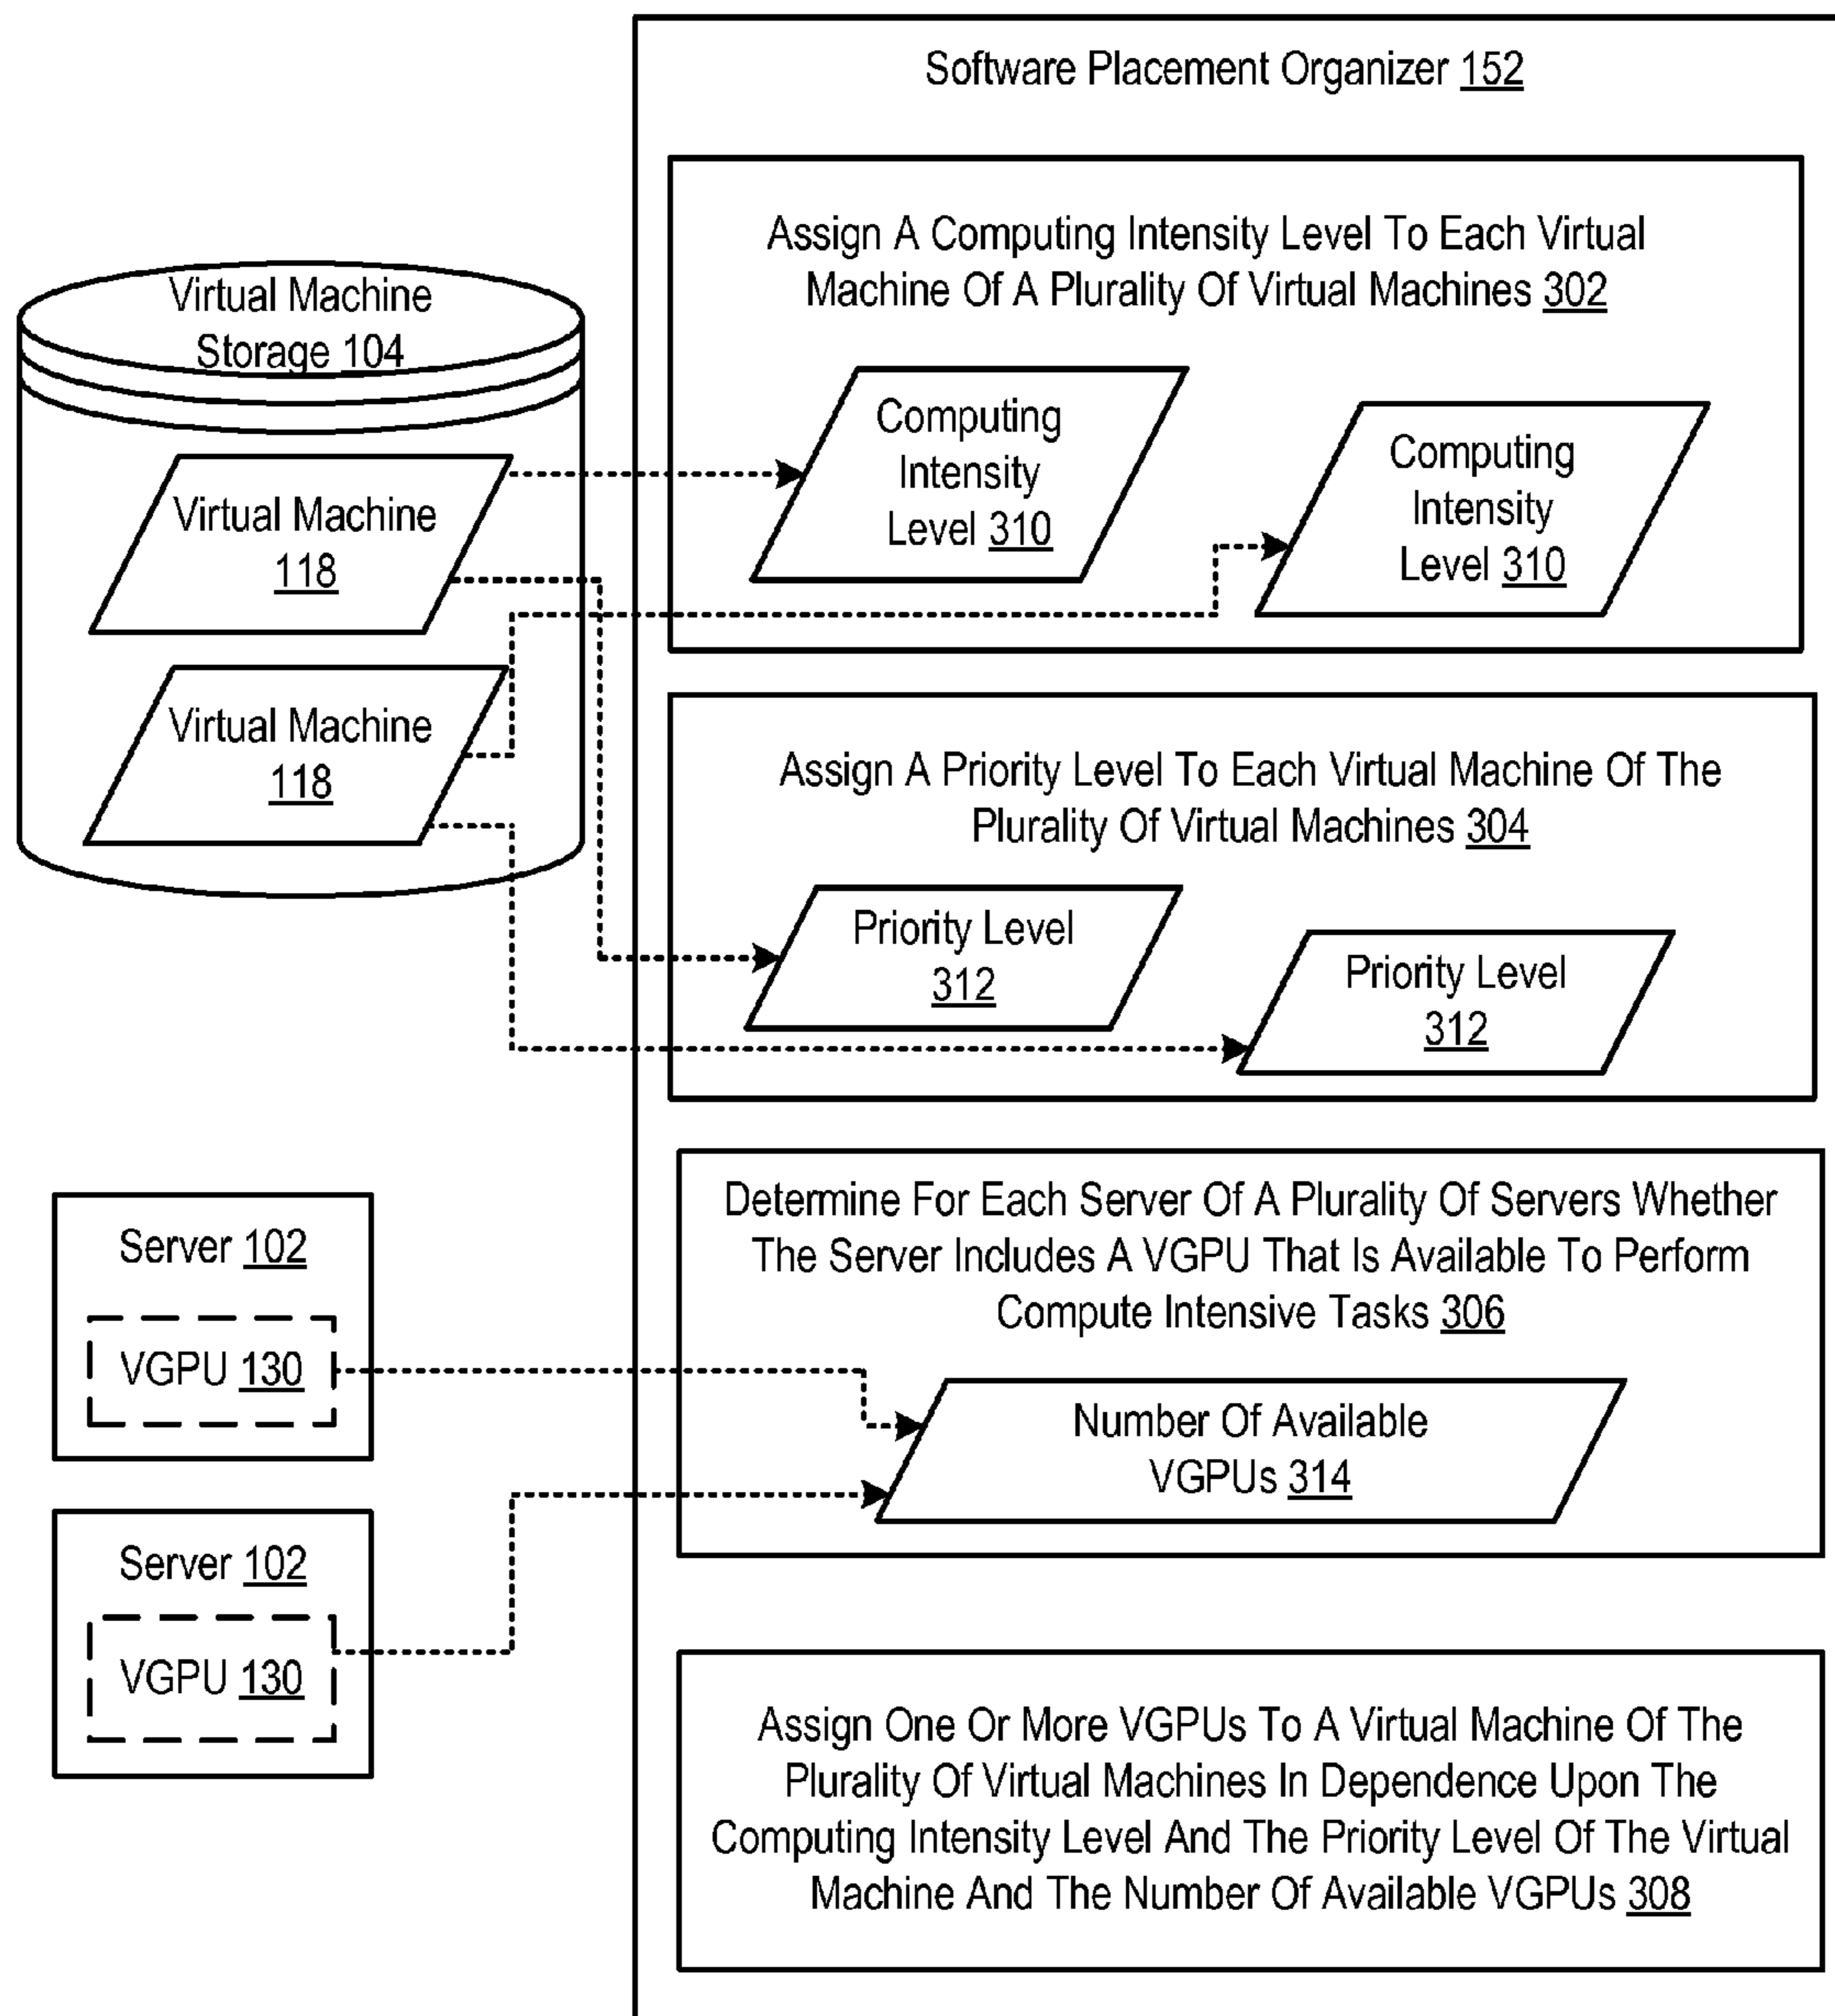 Software Placement Organizer 152
Assign A Computing Intensity Level To Each Virtual
Machine Of A Plurality Of Virtual Machines 302
Virtual Machine
Storage 104
Computing
Intensity
Level 310
Computing
Intensity
Level 310
Virtual Machine
118
Virtual Machine
118
Assign A Priority Level To Each Virtual Machine Of The
Plurality Of Virtual Machines 304
Priority Level
312
Priority Level
312
Determine For Each Server Of A Plurality Of Servers Whether
The Server Includes A VGPU That Is Available To Perform
Compute Intensive Tasks 306
Server 102
VGPU 130
Number Of Available
VGPUs 314
Server 102
VGPU 130
Assign One Or More VGPUs To A Virtual Machine Of The
Plurality Of Virtual Machines In Dependence Upon The
Computing Intensity Level And The Priority Level Of The Virtual
Machine And The Number Of Available VGPUs 308